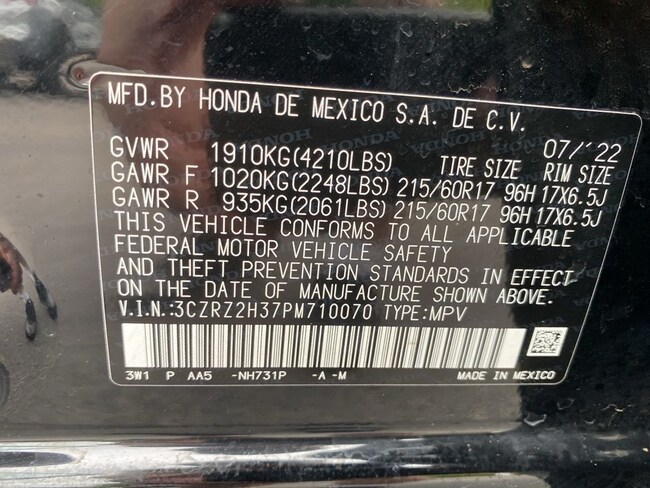 MFD.BY HONDA DE MEXICO S.A. DE C.V.
07/'22
GVWR 1910KG(4210LBS) TIRE SIZE RIM SIZE
GAWR F 1020KG(2248LBS) 215/60R17 96H 17X6.5J
GAWR R 935KG(2061LBS) 215/60R17 96H 17X6.5J
THIS VEHICLE CONFORMS TO ALL APPLICABLE
FEDERAL MOTOR VEHICLE SAFETY
AND THEFT PREVENTION STANDARDS IN EFFECT
ON THE DATE OF MANUFACTURE SHOWN ABOVE.
V.I.N.:3CZRZ2H37PM710070 TYPE:MPV
3W1 P AA5 -NH731P -A -M MADE IN MEXICO